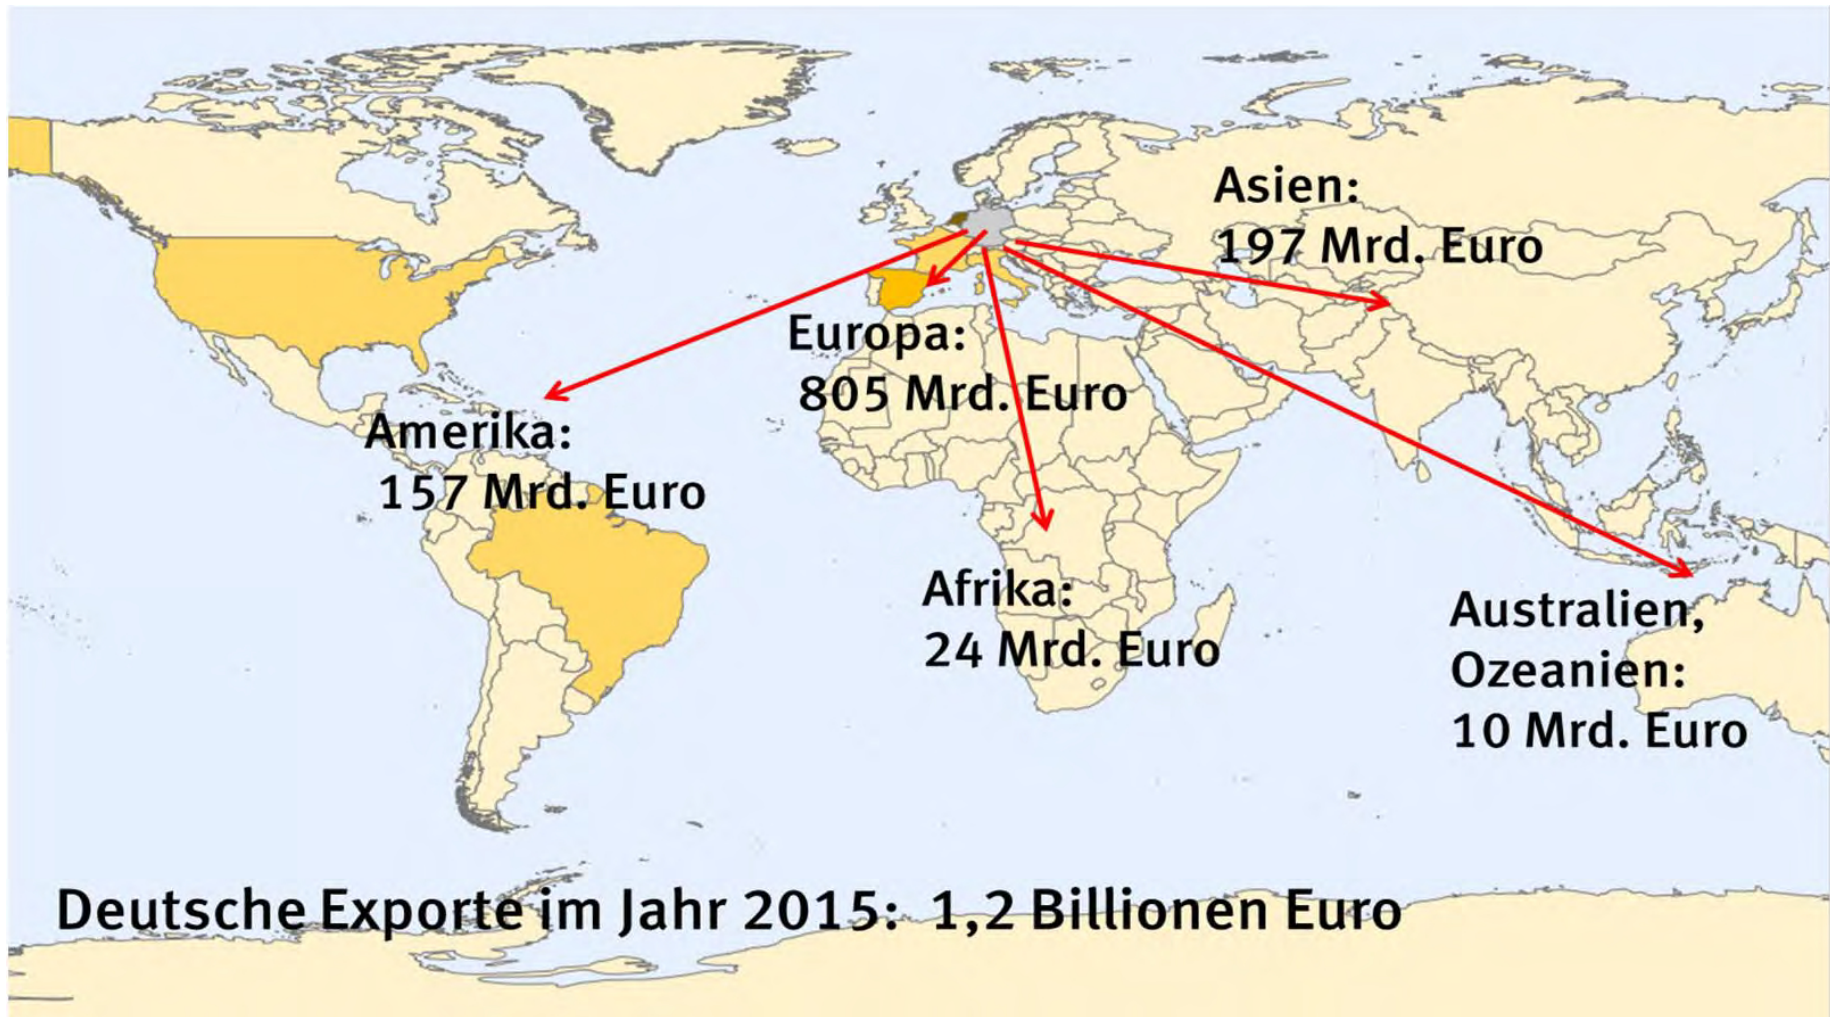 Asien:
197 Mrd. Euro
Europa:
805 Mrd. Euro
Amerika:
157 Mrd. Euro
Afrika:
24 Mrd. Euro
Australien,
Ozeanien:
10 Mrd. Euro
Deutsche Exporte im Jahr 2015: 1,2 Billionen Euro